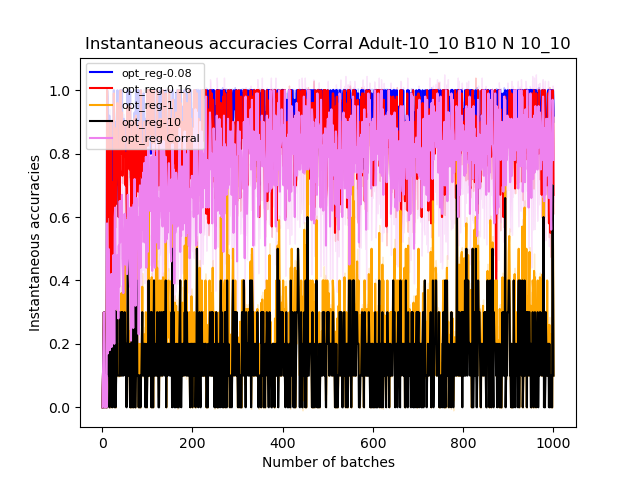 Instantaneous accuracies Corral Adult-10_10 B10 N 10_10
opt_reg-0.08
opt_reg-0.16
opt_reg-1
opt_reg-10
opt_reg Corral
1.0
0.8
0.6
0.4
0.2
0.0
Instantaneous accuracies
0 200 400 600 800 1000
Number of batches